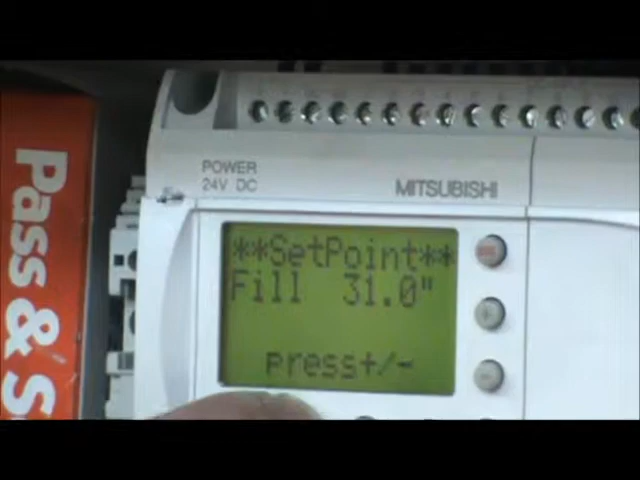 Pass & S
POWER
24V DC
MITSUBISHI
**SetPoint**
Fill 31.0"
press+/-